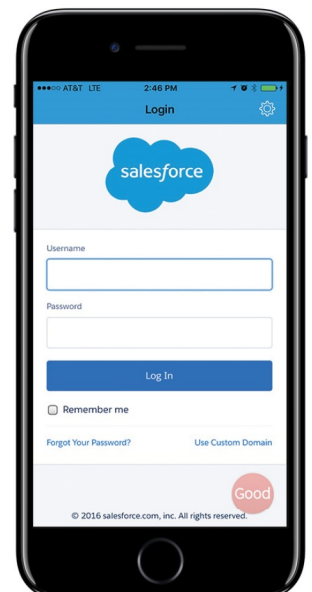 AT&T LTE 2:46 PM
Login
salesforce
Username
Password
Log In
Remember me
Forgot Your Password? Use Custom Domain
Good
© 2016 salesforce.com, inc. All rights reserved.